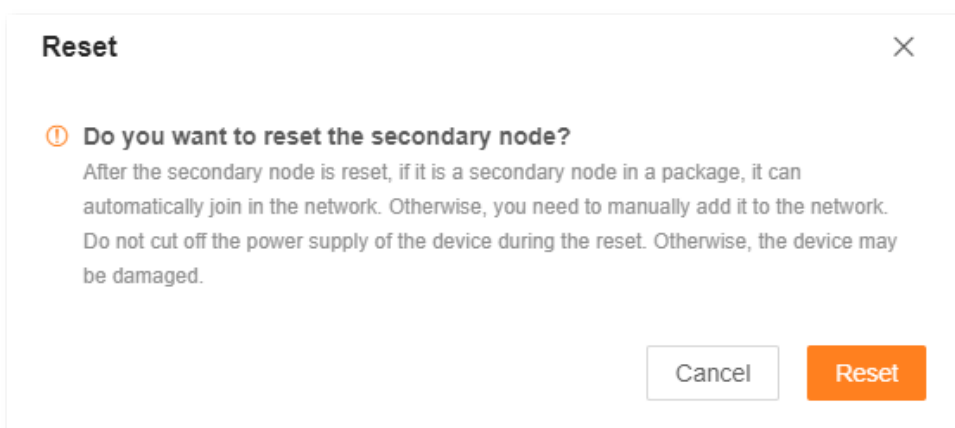 Reset
Do you want to reset the secondary node?
After the secondary node is reset, if it is a secondary node in a package, it can
automatically join in the network. Otherwise, you need to manually add it to the network.
Do not cut off the power supply of the device during the reset. Otherwise, the device may
be damaged.
Cancel
Reset